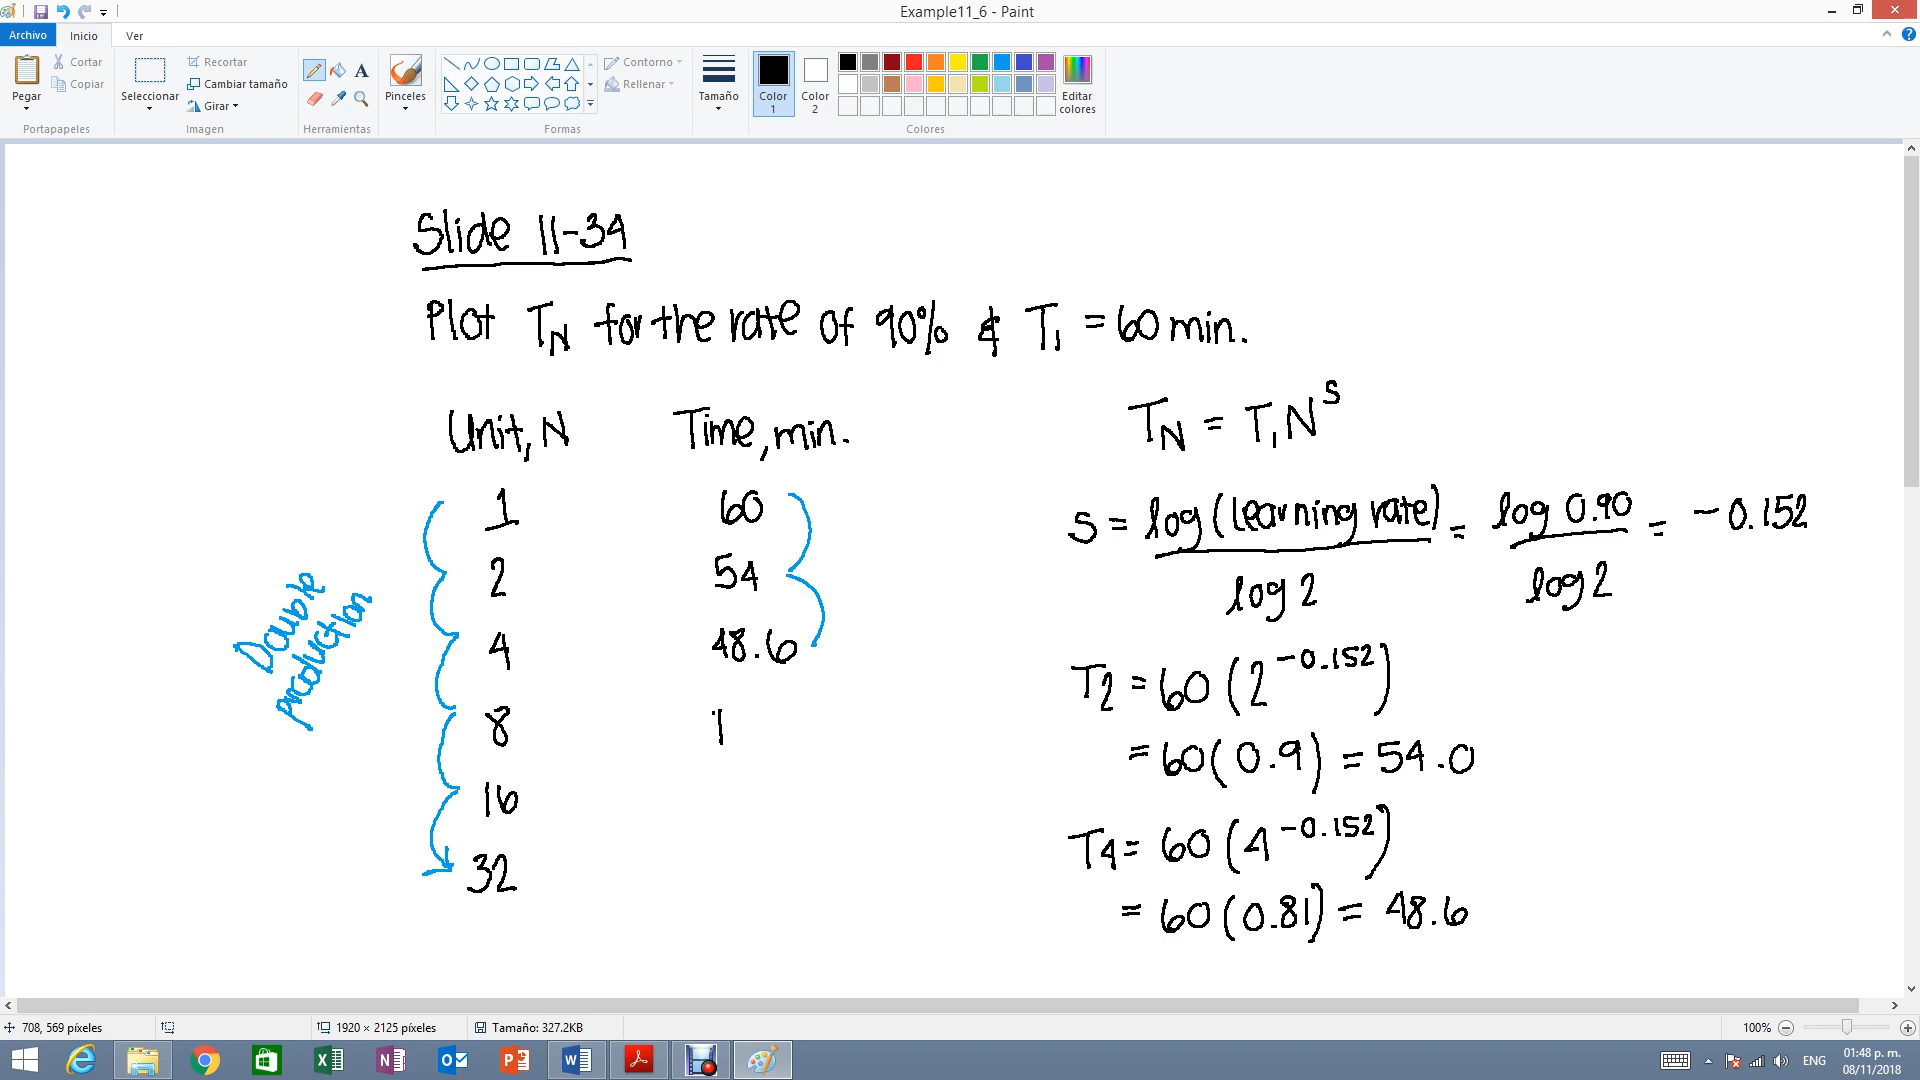 Example11_6 - Paint
Archivo Inicio Ver
Pegar
Cortar
Copiar
Portapapeles
Seleccionar
Recortar
Cambiar tamaño
Girar
Imagen
A
Herramientas
Pinceles
Contorno
Rellenar
Formas
Tamaño
Color 1
Color 2
Editar colores
Colores
Slide 11-34
Plot T_N for the rate of 90% & T_1 = 60 min.
Unit, N Time, min.
1 60
2 54
4 48.6
8
16
32
Double production
T_N = T_1 N^s
s = log (learning rate) / log 2 = log 0.90 / log 2 = -0.152
T_2 = 60 (2^-0.152)
= 60 (0.9) = 54.0
T_4 = 60 (4^-0.152)
= 60 (0.81) = 48.6
708, 569 píxeles
1920 × 2125 píxeles
Tamaño: 327.2KB
100%
ENG
01:48 p. m.
08/11/2018